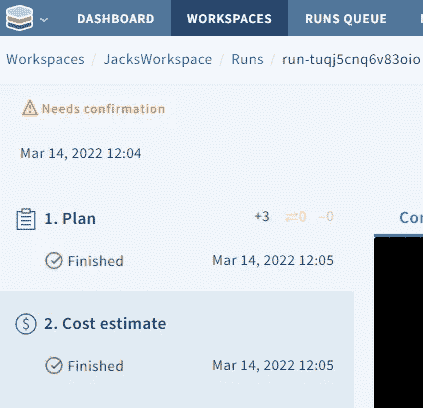 DASHBOARD WORKSPACES RUNS QUEUE
Workspaces / JacksWorkspace / Runs / run-tuqj5cnq6v83oio
Needs confirmation
Mar 14, 2022 12:04
1. Plan +3 ⇄0 −0
Finished Mar 14, 2022 12:05
2. Cost estimate
Finished Mar 14, 2022 12:05